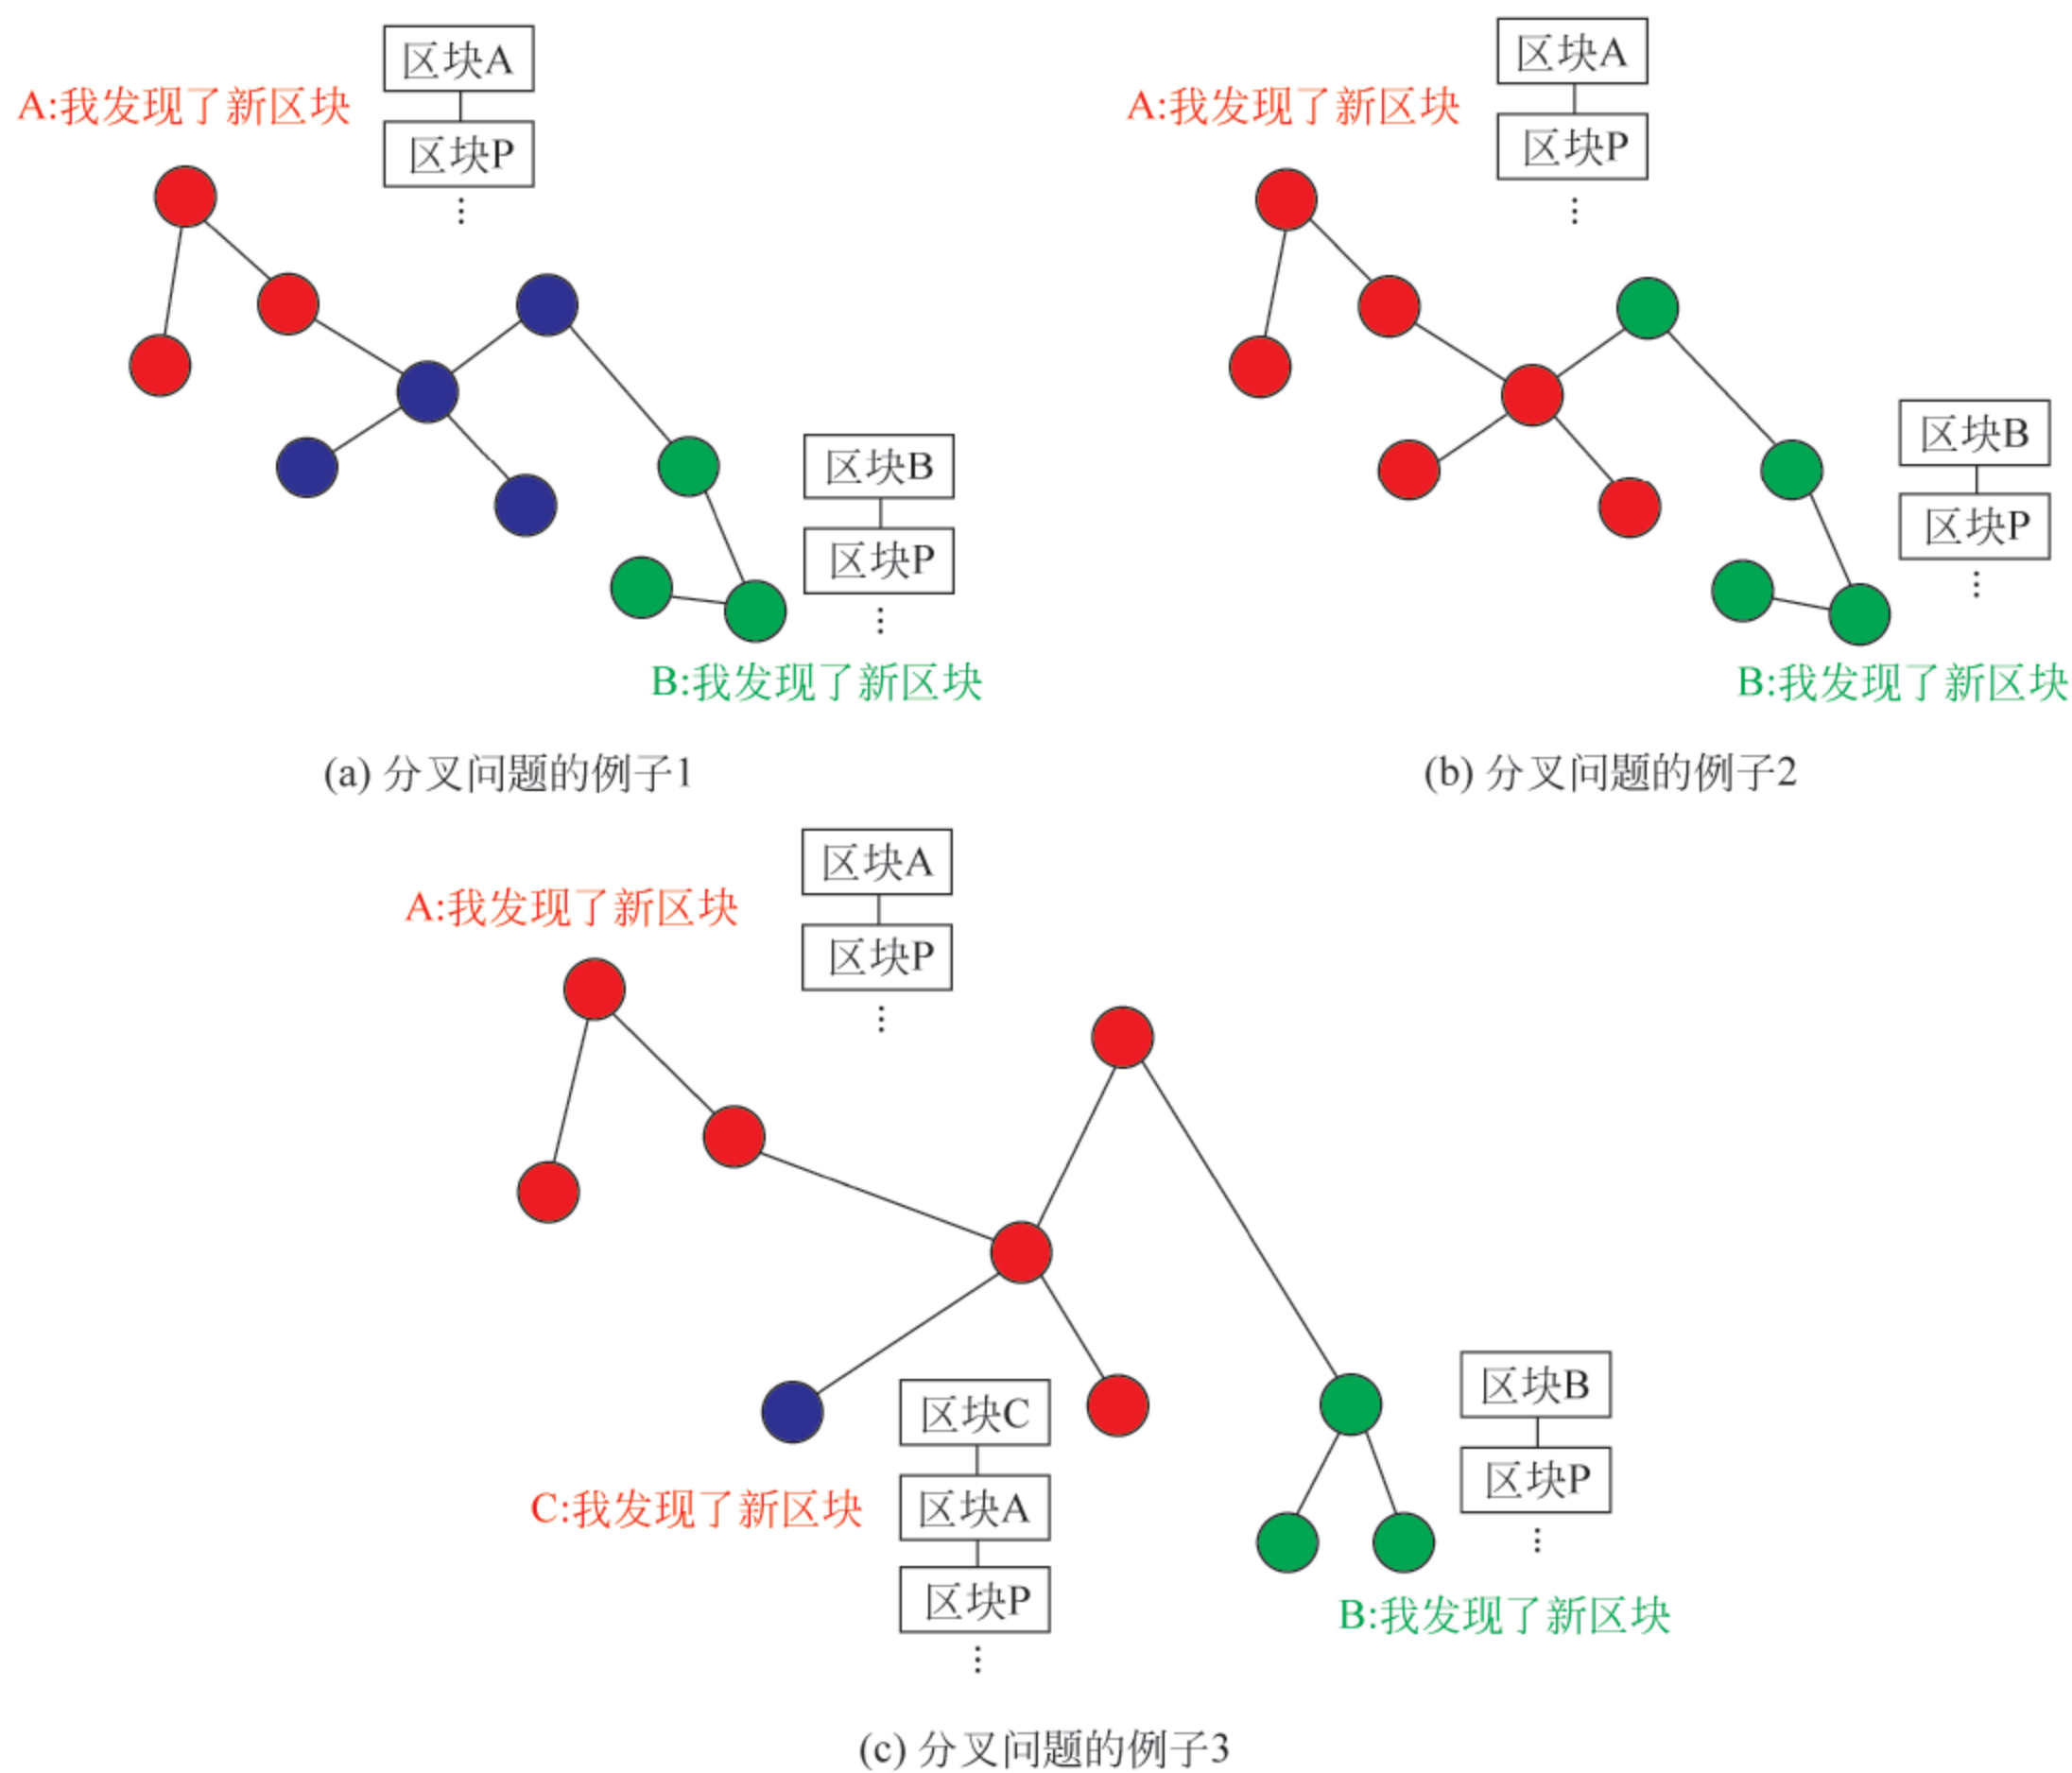 区块A
A:我发现了新区块
区块P
⋮
区块B
区块P
⋮
B:我发现了新区块
(a) 分叉问题的例子1
区块A
A:我发现了新区块
区块P
⋮
区块B
区块P
⋮
B:我发现了新区块
(b) 分叉问题的例子2
区块A
A:我发现了新区块
区块P
⋮
区块C
C:我发现了新区块
区块A
区块P
⋮
区块B
区块P
⋮
B:我发现了新区块
(c) 分叉问题的例子3